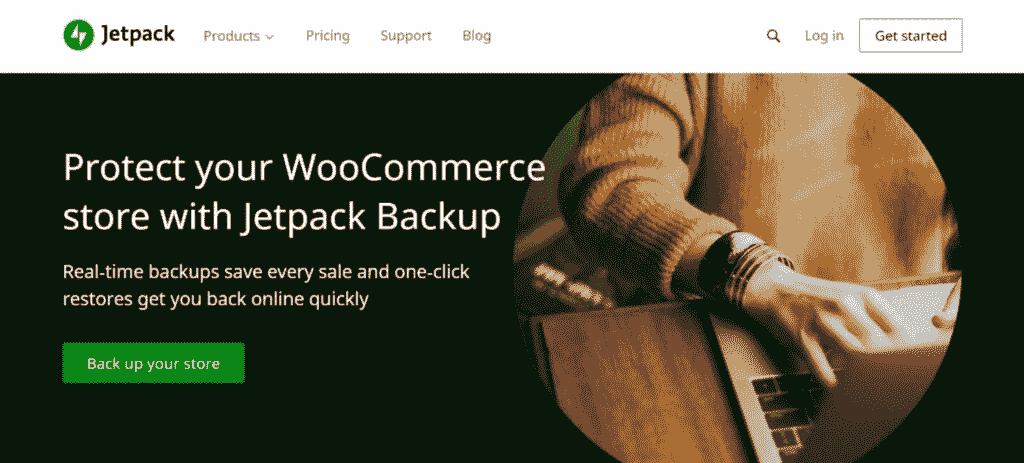 Jetpack Products Pricing Support Blog Log in Get started
Protect your WooCommerce
store with Jetpack Backup
Real-time backups save every sale and one-click
restores get you back online quickly
Back up your store